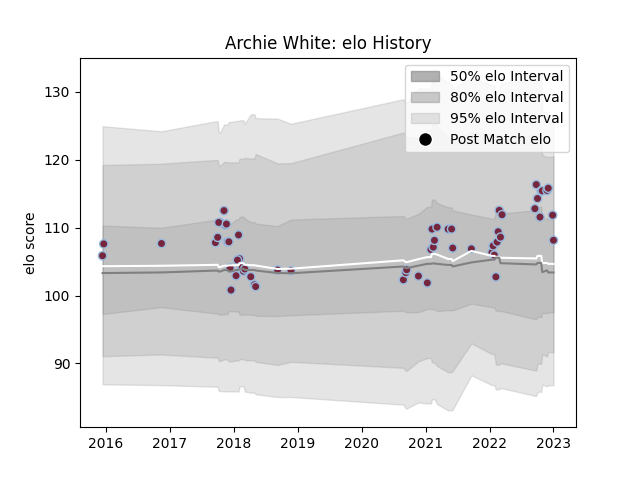 Archie White: elo History
50% elo Interval
80% elo Interval
95% elo Interval
Post Match elo
elo score
130
120
110
100
90
2016 2017 2018 2019 2020 2021 2022 2023